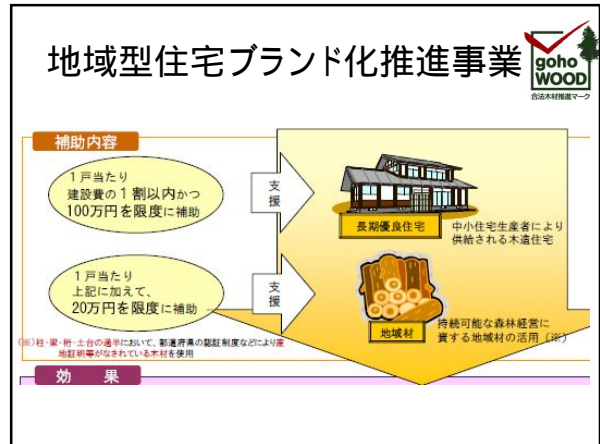 地域型住宅ブランド化推進事業
goho
WOOD
合法木材推進マーク
補助内容
1戸当たり
建設費の1割以内かつ
100万円を限度に補助
支
援
長期優良住宅
中小住宅生産者により
供給される木造住宅
1戸当たり
上記に加えて、
20万円を限度に補助
支
援
地域材
持続可能な森林経営に
資する地域材の活用（※）
（※）柱・梁・桁・土台の過半において、都道府県の認証制度などにより産
地証明等がなされている木材を使用
効 果